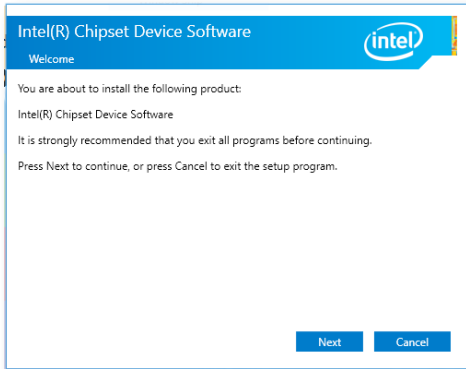 Intel(R) Chipset Device Software
intel
Welcome
You are about to install the following product:
Intel(R) Chipset Device Software
It is strongly recommended that you exit all programs before continuing.
Press Next to continue, or press Cancel to exit the setup program.
Next
Cancel